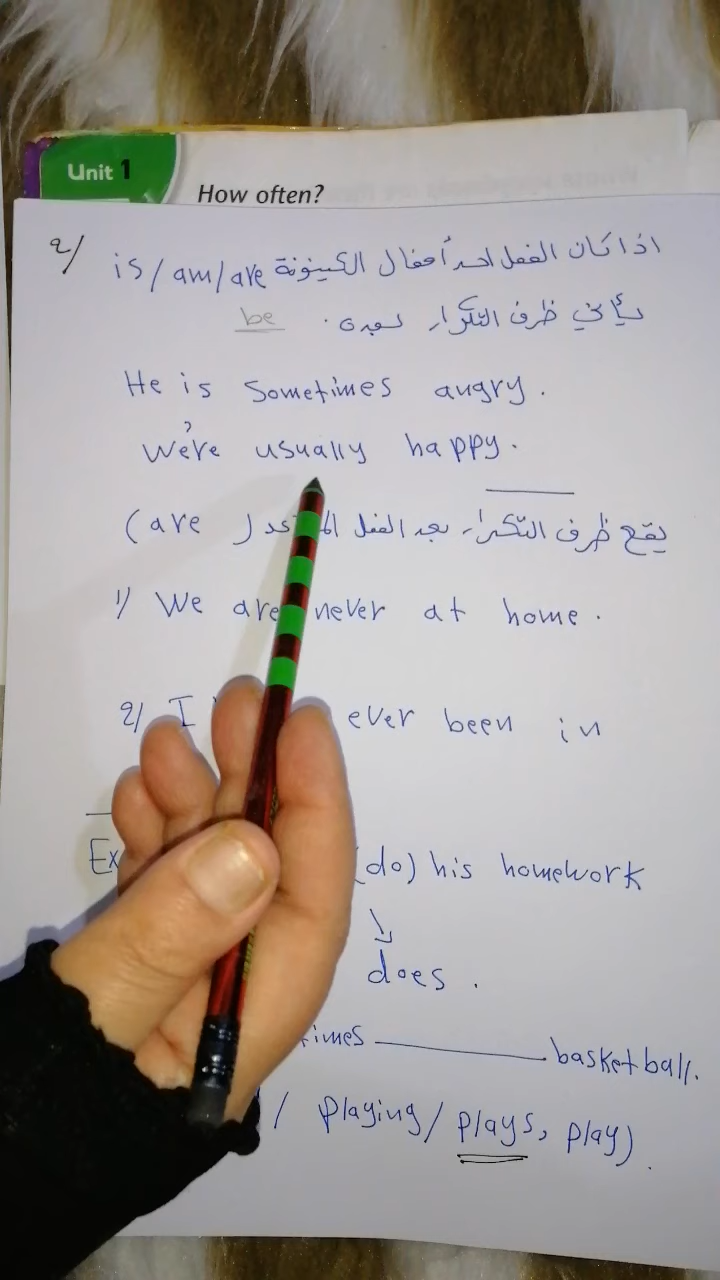 Unit 1
How often?
2/ اذا كان الفعل احد أفعال الكينونة is/am/are
يأتي ظرف التكرار بعده . be
He is Sometimes angry.
We're usually happy.
يقع ظرف التكرار بعد الفعل (are)
1/ We are never at home.
2/ I ever been in
(do) his homework
does.
basketball.
/ playing/ plays, play)